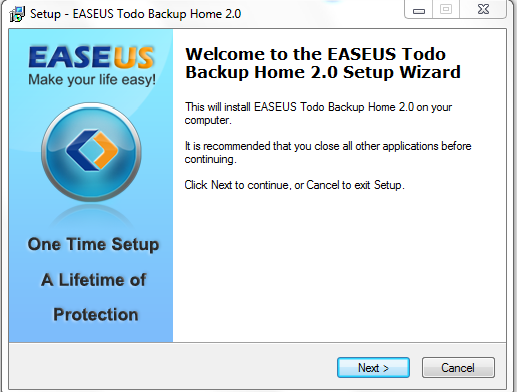 Setup - EASEUS Todo Backup Home 2.0
EASEUS
Make your life easy!
One Time Setup
A Lifetime of
Protection
Welcome to the EASEUS Todo
Backup Home 2.0 Setup Wizard
This will install EASEUS Todo Backup Home 2.0 on your
computer.
It is recommended that you close all other applications before
continuing.
Click Next to continue, or Cancel to exit Setup.
Next >
Cancel